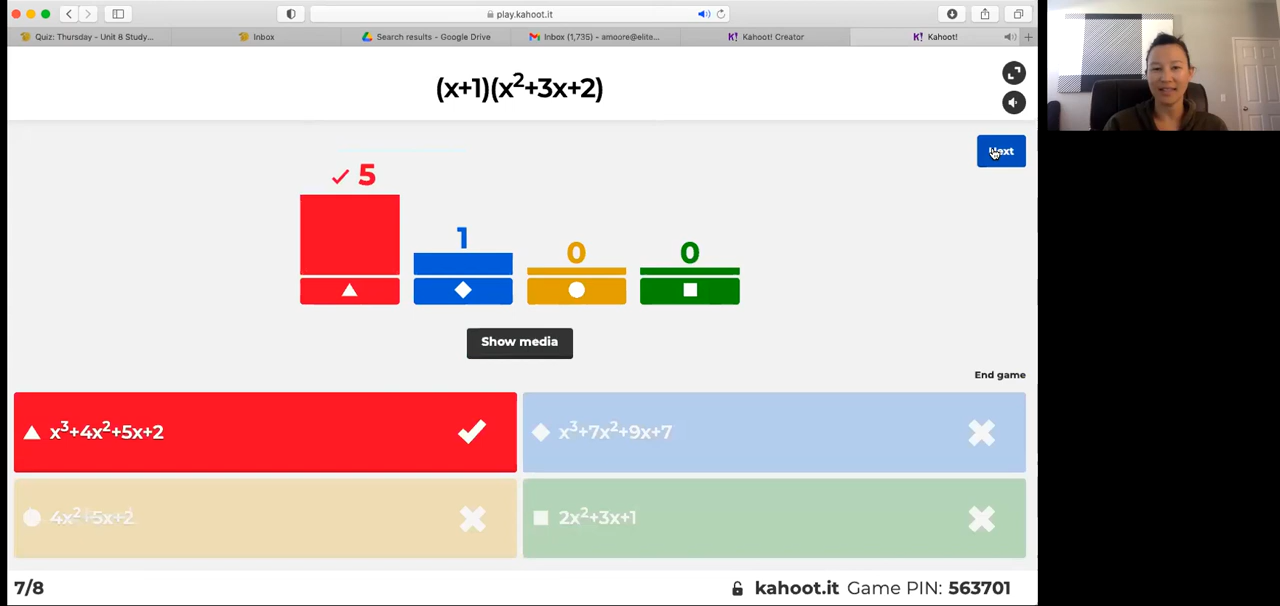 play.kahoot.it
Quiz: Thursday - Unit 8 Study...
Inbox
Search results - Google Drive
Inbox (1,735) - amoore@elite...
K! Kahoot! Creator
K! Kahoot!
(x+1)(x²+3x+2)
Next
5
1
0
0
Show media
End game
x³+4x²+5x+2
x³+7x²+9x+7
4x²+5x+2
2x²+3x+1
7/8
kahoot.it Game PIN: 563701